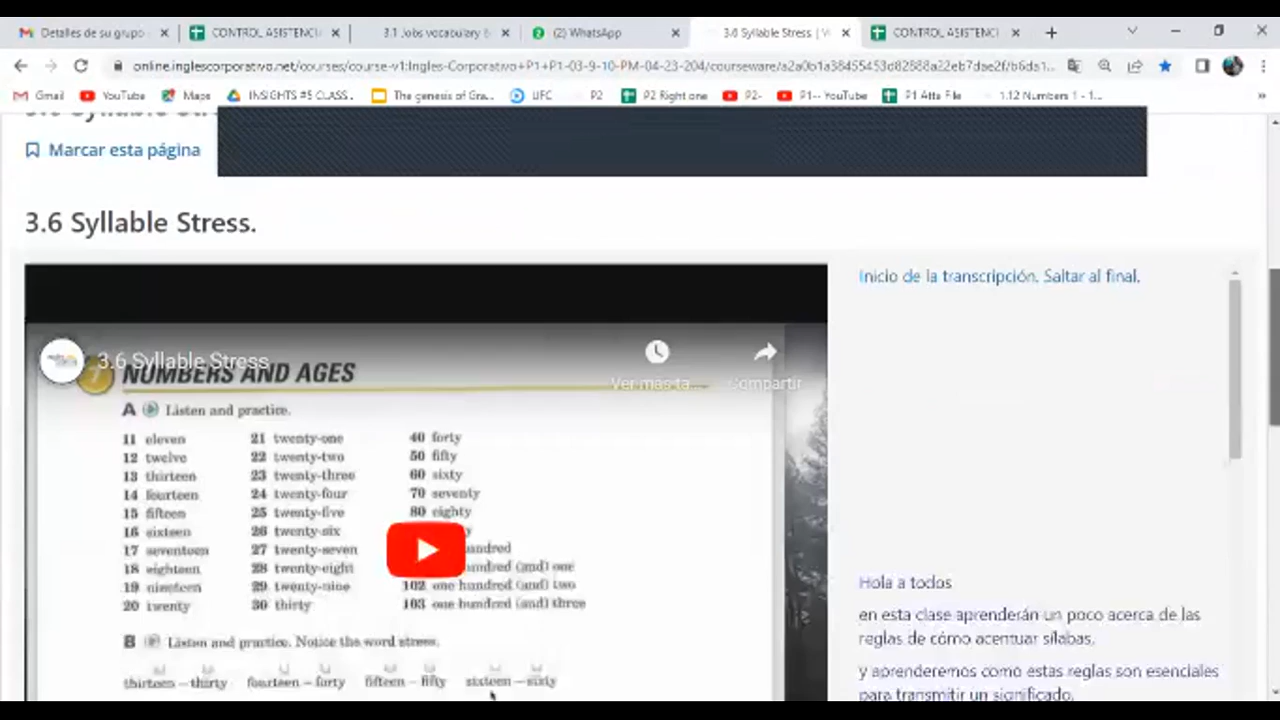 Detalles de su grupo
CONTROL ASISTENCI
3.1 Jobs vocabulary
(2) WhatsApp
3.6 Syllable Stress. |
CONTROL ASISTENCI
online.inglescorporativo.net/courses/course-v1:Ingles-Corporativo+P1+P1-03-9-10-PM-04-23-204/courseware/a2a0b1a38455453d82888a22eb7dae2f/b6da1...
Gmail
YouTube
Maps
INSIGHTS #5 CLASS...
The genesis of Gra...
UFC
P2
P2 Right one
P2-
P1-- YouTube
P1 Atta File
1.12 Numbers 1 - 1...
»
Marcar esta página
3.6 Syllable Stress.
Inicio de la transcripción. Saltar al final.
3.6 Syllable Stress
Ver más ta...
Compartir
NUMBERS AND AGES
A Listen and practice.
11 eleven 21 twenty-one 40 forty
12 twelve 22 twenty-two 50 fifty
13 thirteen 23 twenty-three 60 sixty
14 fourteen 24 twenty-four 70 seventy
15 fifteen 25 twenty-five 80 eighty
16 sixteen 26 twenty-six
17 seventeen 27 twenty-seven hundred
18 eighteen 28 twenty-eight hundred (and) one
19 nineteen 29 twenty-nine 102 one hundred (and) two
20 twenty 30 thirty 103 one hundred (and) three
B Listen and practice. Notice the word stress.
thirteen – thirty fourteen – forty fifteen – fifty sixteen – sixty
Hola a todos
en esta clase aprenderán un poco acerca de las
reglas de cómo acentuar sílabas,
y aprenderemos como estas reglas son esenciales
para transmitir un significado.